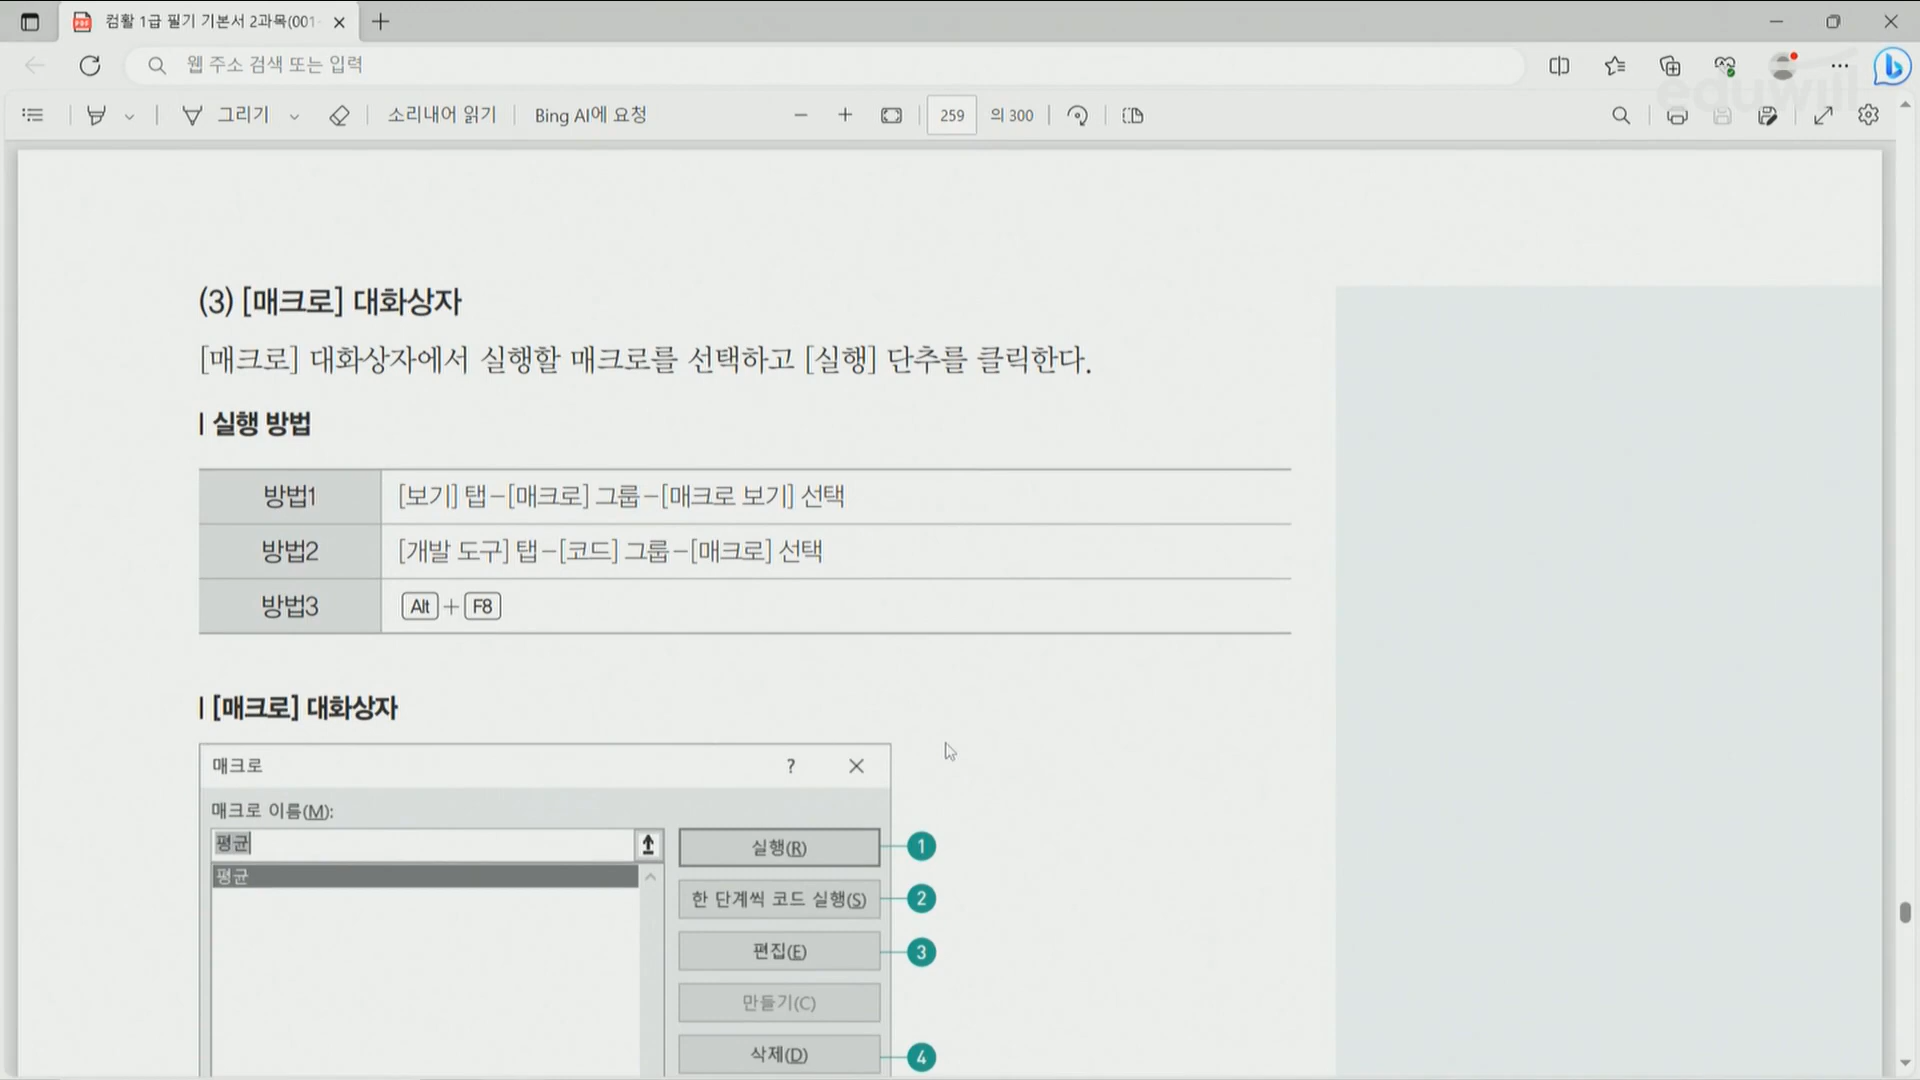 컴활 1급 필기 기본서 2과목(001-
웹 주소 검색 또는 입력
그리기
소리내어 읽기
Bing AI에 요청
259
의 300
eduwill
(3) [매크로] 대화상자
[매크로] 대화상자에서 실행할 매크로를 선택하고 [실행] 단추를 클릭한다.
실행 방법
방법1 [보기] 탭-[매크로] 그룹-[매크로 보기] 선택
방법2 [개발 도구] 탭-[코드] 그룹-[매크로] 선택
방법3 Alt + F8
[매크로] 대화상자
매크로 ?
매크로 이름(M):
평균
평균
실행(R) 1
한 단계씩 코드 실행(S) 2
편집(E) 3
만들기(C)
삭제(D) 4